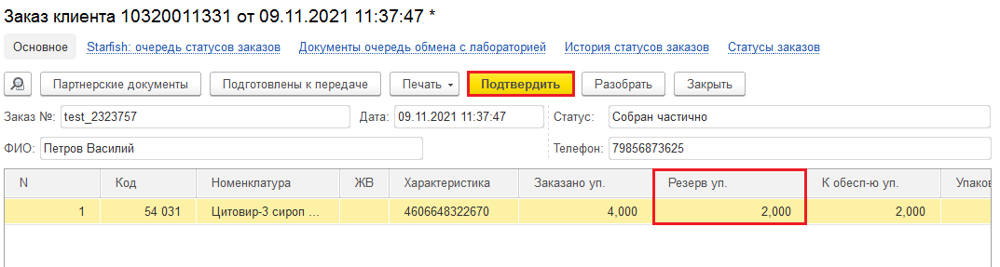 Заказ клиента 10320011331 от 09.11.2021 11:37:47 *
Основное Starfish: очередь статусов заказов Документы очередь обмена с лабораторией История статусов заказов Статусы заказов
Партнерские документы Подготовлены к передаче Печать Подтвердить Разобрать Закрыть
Заказ №: test_2323757 Дата: 09.11.2021 11:37:47 Статус: Собран частично
ФИО: Петров Василий Телефон: 79856873625
N Код Номенклатура ЖВ Характеристика Заказано уп. Резерв уп. К обесп-ю уп. Упаков
1 54 031 Цитовир-3 сироп ... 4606648322670 4,000 2,000 2,000